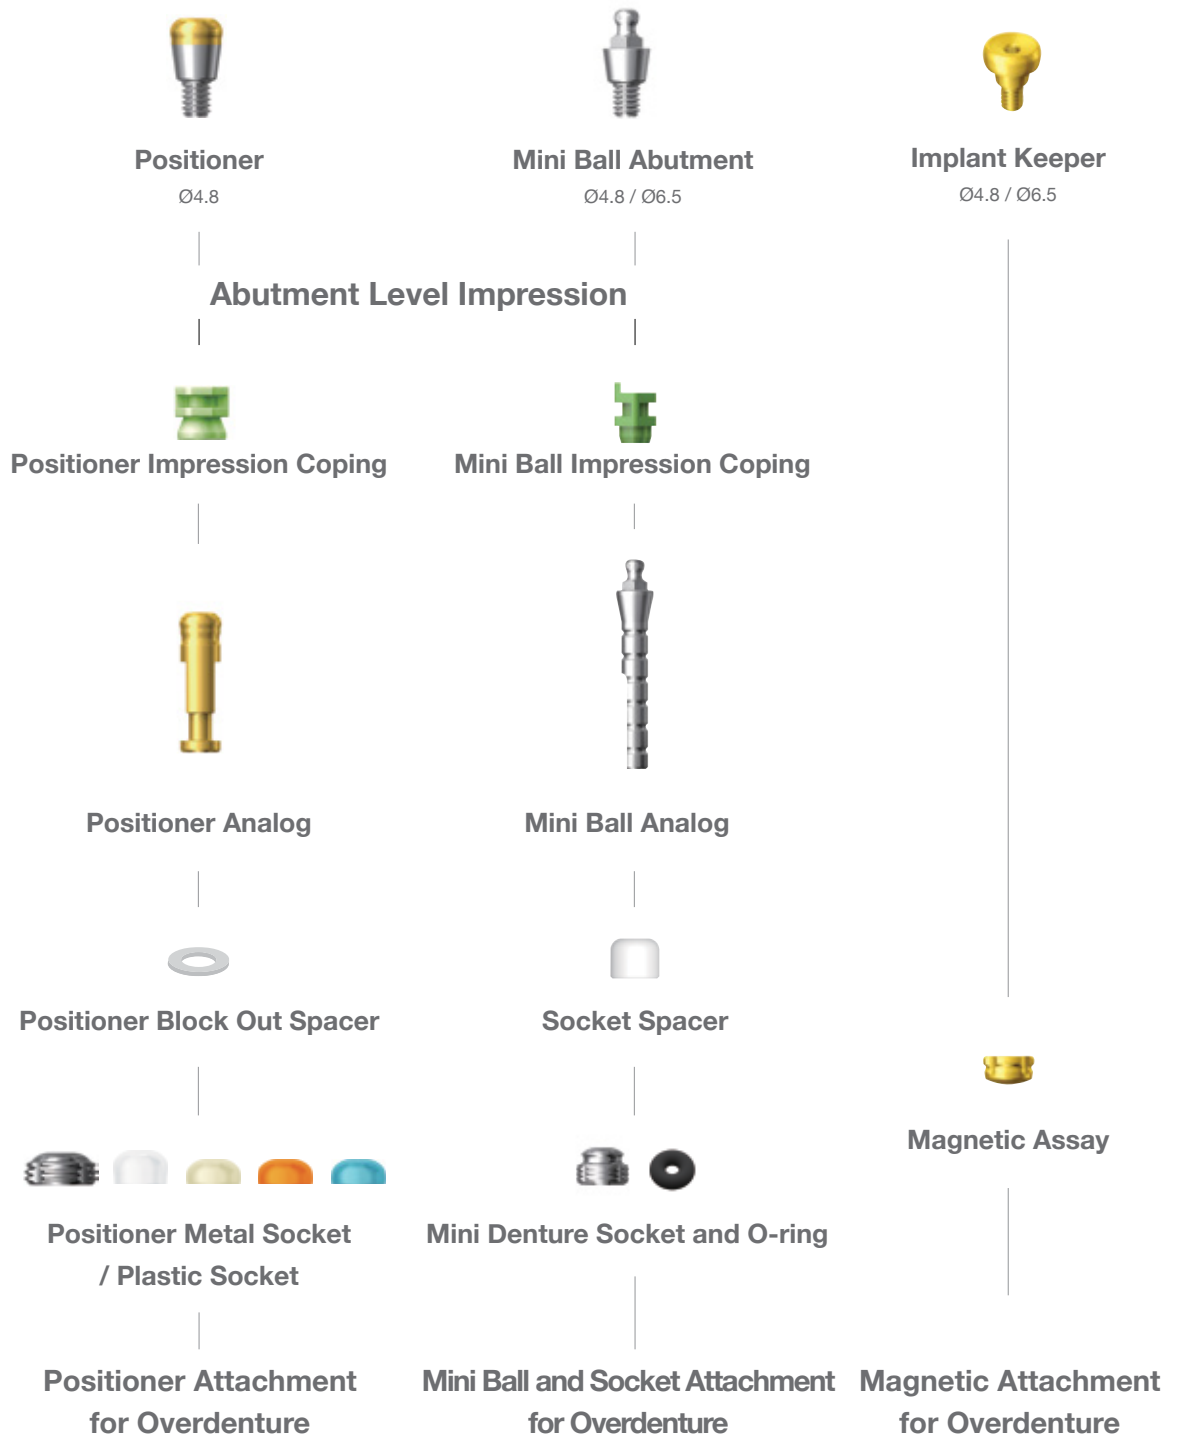 Positioner
Ø4.8
Mini Ball Abutment
Ø4.8 / Ø6.5
Implant Keeper
Ø4.8 / Ø6.5
Abutment Level Impression
Positioner Impression Coping
Mini Ball Impression Coping
Positioner Analog
Mini Ball Analog
Positioner Block Out Spacer
Socket Spacer
Magnetic Assay
Positioner Metal Socket
/ Plastic Socket
Mini Denture Socket and O-ring
Positioner Attachment
for Overdenture
Mini Ball and Socket Attachment
for Overdenture
Magnetic Attachment
for Overdenture